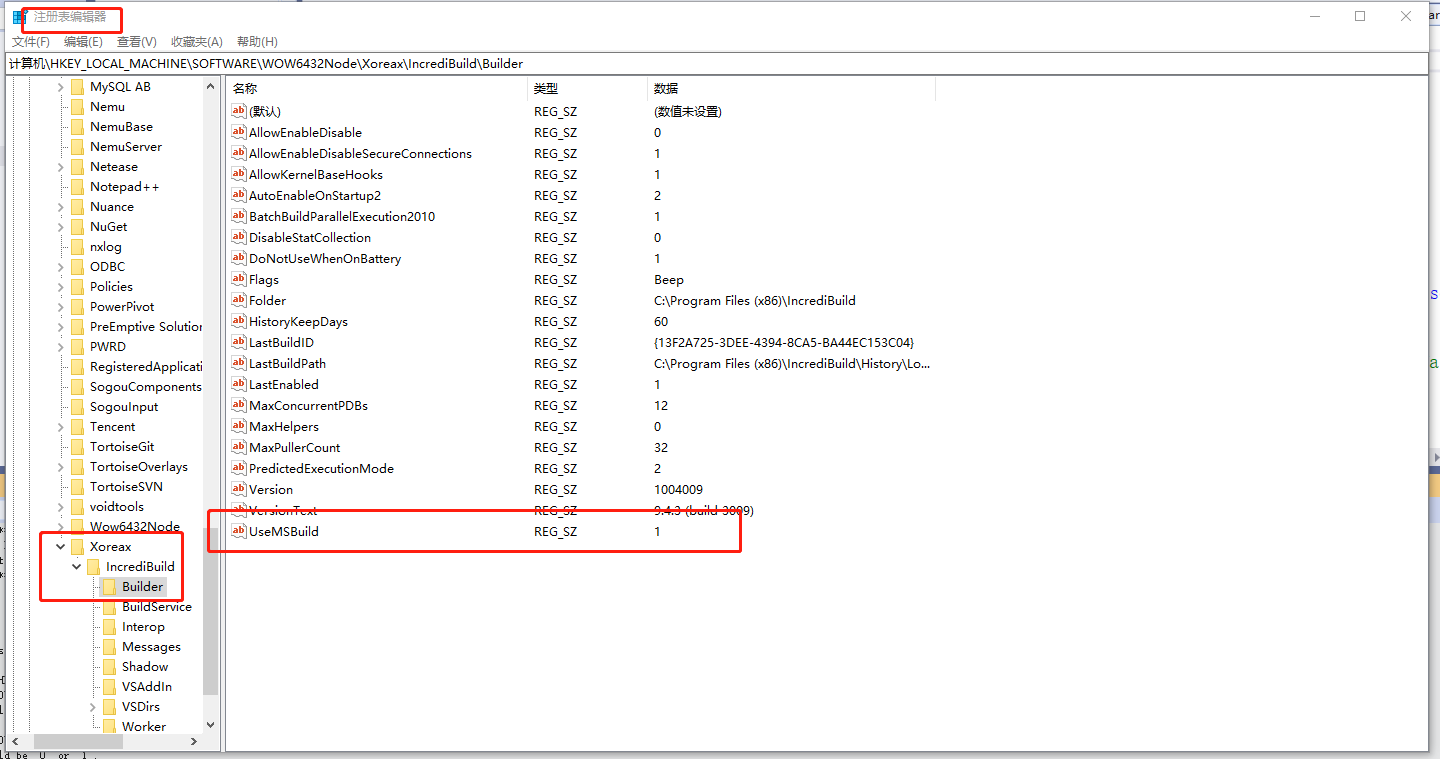 注册表编辑器
文件(F) 编辑(E) 查看(V) 收藏夹(A) 帮助(H)
计算机\HKEY_LOCAL_MACHINE\SOFTWARE\WOW6432Node\Xoreax\IncrediBuild\Builder
MySQL AB
Nemu
NemuBase
NemuServer
Netease
Notepad++
Nuance
NuGet
nxlog
ODBC
Policies
PowerPivot
PreEmptive Solution
PWRD
RegisteredApplicati
SogouComponents
SogouInput
Tencent
TortoiseGit
TortoiseOverlays
TortoiseSVN
voidtools
Wow6432Node
Xoreax
IncrediBuild
Builder
BuildService
Interop
Messages
Shadow
VSAddIn
VSDirs
Worker
名称 类型 数据
(默认) REG_SZ (数值未设置)
AllowEnableDisable REG_SZ 0
AllowEnableDisableSecureConnections REG_SZ 1
AllowKernelBaseHooks REG_SZ 1
AutoEnableOnStartup2 REG_SZ 2
BatchBuildParallelExecution2010 REG_SZ 1
DisableStatCollection REG_SZ 0
DoNotUseWhenOnBattery REG_SZ 1
Flags REG_SZ Beep
Folder REG_SZ C:\Program Files (x86)\IncrediBuild
HistoryKeepDays REG_SZ 60
LastBuildID REG_SZ {13F2A725-3DEE-4394-8CA5-BA44EC153C04}
LastBuildPath REG_SZ C:\Program Files (x86)\IncrediBuild\History\Lo...
LastEnabled REG_SZ 1
MaxConcurrentPDBs REG_SZ 12
MaxHelpers REG_SZ 0
MaxPullerCount REG_SZ 32
PredictedExecutionMode REG_SZ 2
Version REG_SZ 1004009
VersionText REG_SZ 9.4.3 (build 3009)
UseMSBuild REG_SZ 1